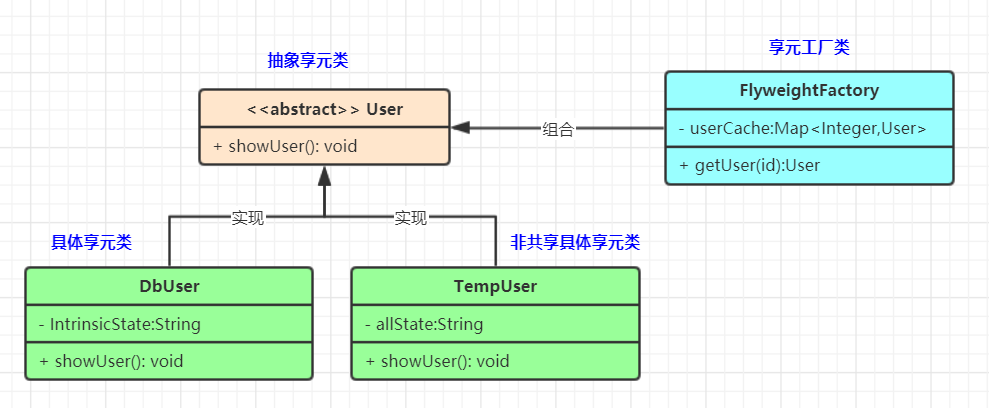 享元工厂类
抽象享元类
FlyweightFactory
<<abstract>> User
- userCache:Map<Integer,User>
组合
+ showUser(): void
+ getUser(id):User
实现
实现
具体享元类
非共享具体享元类
DbUser
TempUser
- IntrinsicState:String
- allState:String
+ showUser(): void
+ showUser(): void